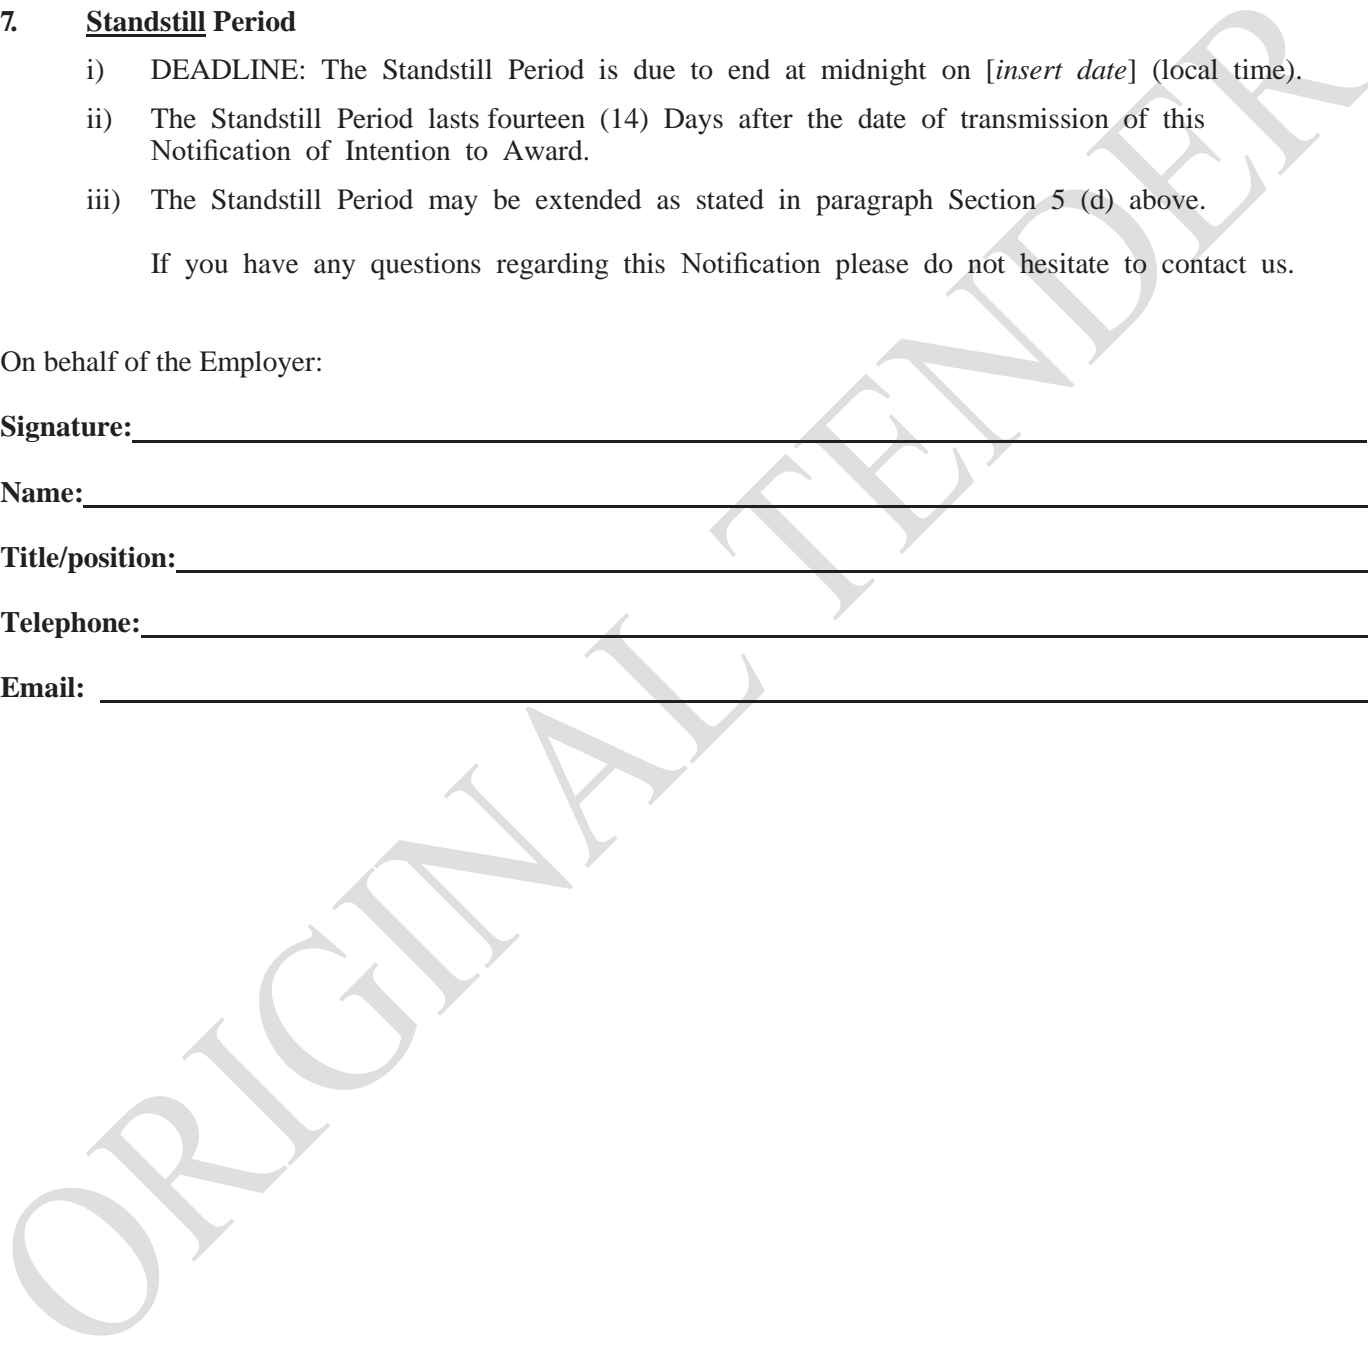 7. Standstill Period
i) DEADLINE: The Standstill Period is due to end at midnight on [insert date] (local time).
ii) The Standstill Period lasts fourteen (14) Days after the date of transmission of this
Notification of Intention to Award.
iii) The Standstill Period may be extended as stated in paragraph Section 5 (d) above.
If you have any questions regarding this Notification please do not hesitate to contact us.
On behalf of the Employer:
Signature:
Name:
Title/position:
Telephone:
Email:
ORIGINAL TENDER